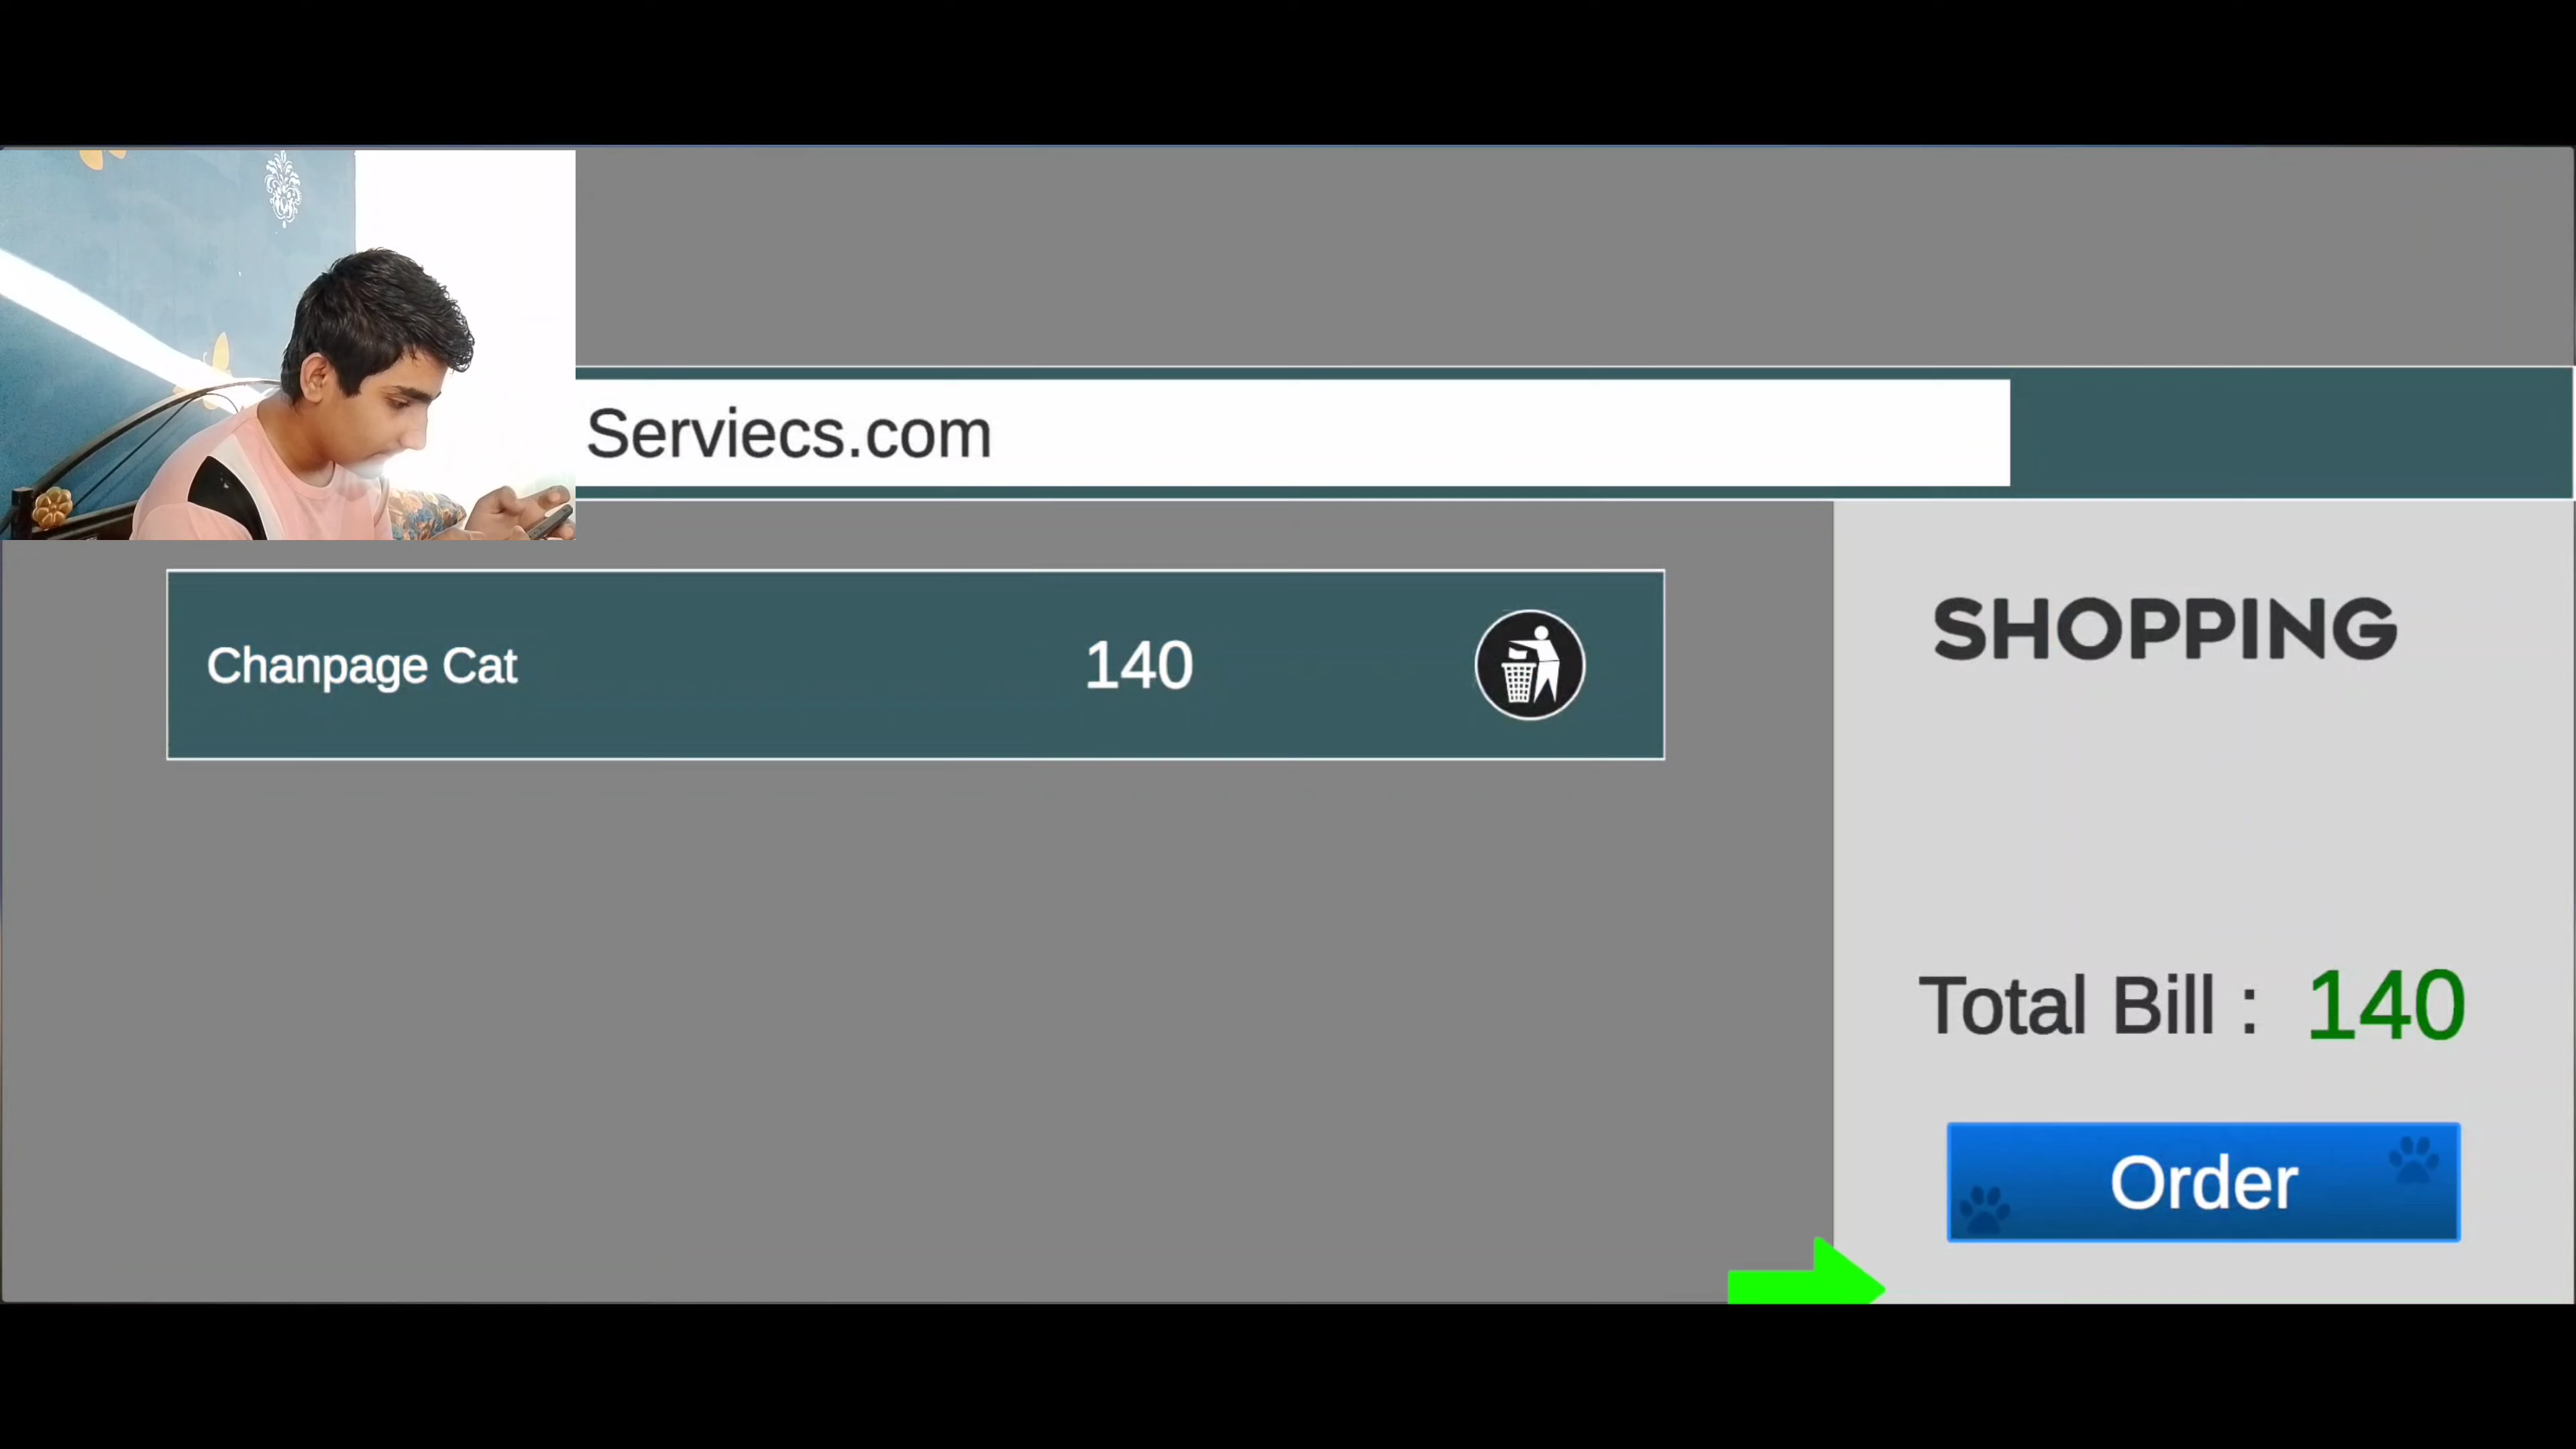 Serviecs.com
Chanpage Cat 140
SHOPPING
Total Bill : 140
Order